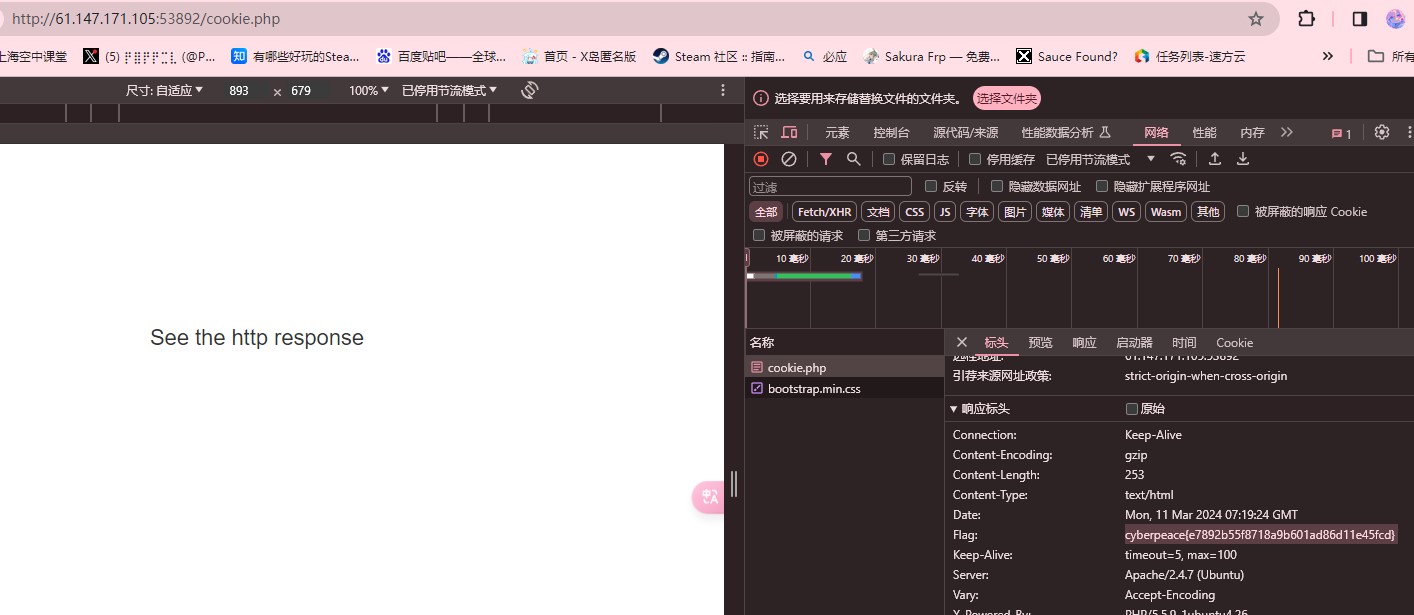 http://61.147.171.105:53892/cookie.php
上海空中课堂 (@P... 知 有哪些好玩的Stea... 百度贴吧——全球... 首页 - X岛匿名版 Steam 社区 :: 指南... 必应 Sakura Frp — 免费... Sauce Found? 任务列表-速方云 » 所有
尺寸: 自适应 893 × 679 100% 已停用节流模式
选择要用来存储替换文件的文件夹。 选择文件夹
元素 控制台 源代码/来源 性能数据分析 网络 性能 内存 1
保留日志 停用缓存 已停用节流模式
过滤 反转 隐藏数据网址 隐藏扩展程序网址
全部 Fetch/XHR 文档 CSS JS 字体 图片 媒体 清单 WS Wasm 其他 被屏蔽的响应 Cookie
被屏蔽的请求 第三方请求
10 毫秒 20 毫秒 30 毫秒 40 毫秒 50 毫秒 60 毫秒 70 毫秒 80 毫秒 90 毫秒 100 毫秒
See the http response
名称
cookie.php
bootstrap.min.css
标头 预览 响应 启动器 时间 Cookie
远程地址: 61.147.171.105:53892
引荐来源网址政策: strict-origin-when-cross-origin
响应标头 原始
Connection: Keep-Alive
Content-Encoding: gzip
Content-Length: 253
Content-Type: text/html
Date: Mon, 11 Mar 2024 07:19:24 GMT
Flag: cyberpeace{e7892b55f8718a9b601ad86d11e45fcd}
Keep-Alive: timeout=5, max=100
Server: Apache/2.4.7 (Ubuntu)
Vary: Accept-Encoding
X-Powered-By: PHP/5.5.9-1ubuntu4.26